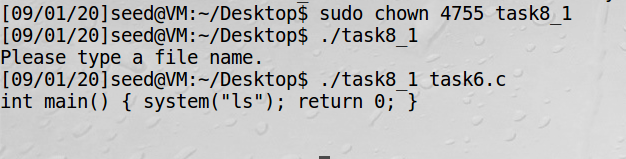 [09/01/20]seed@VM:~/Desktop$ sudo chown 4755 task8_1
[09/01/20]seed@VM:~/Desktop$ ./task8_1
Please type a file name.
[09/01/20]seed@VM:~/Desktop$ ./task8_1 task6.c
int main() { system("ls"); return 0; }